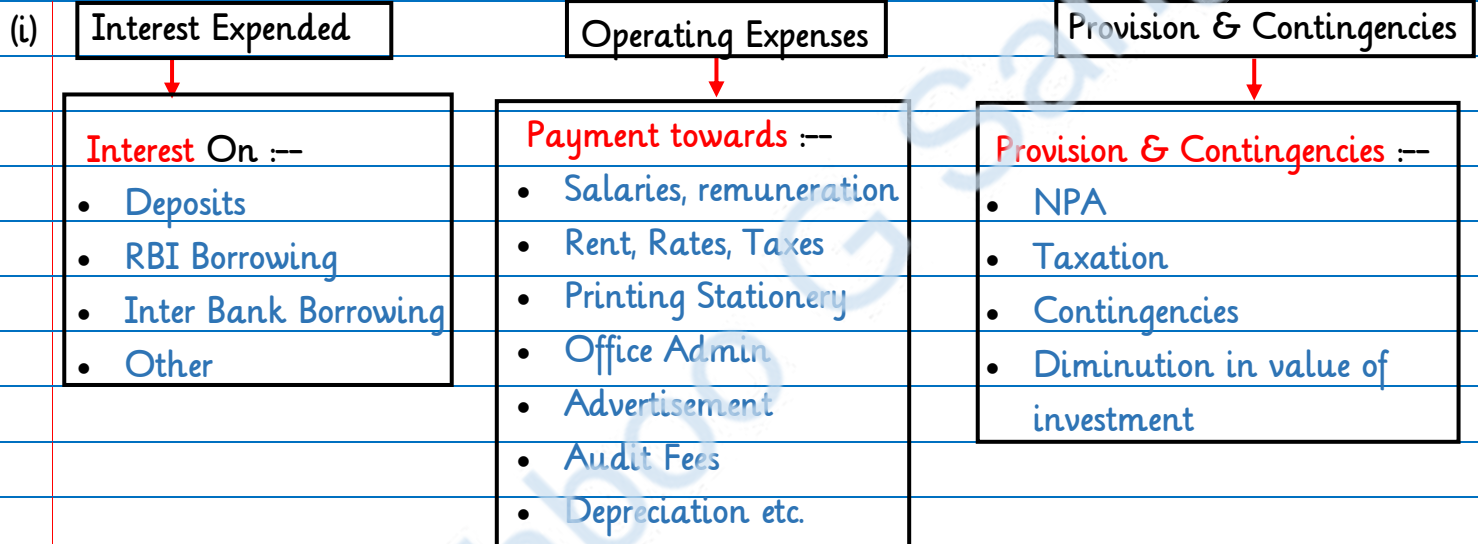 (i)
Interest Expended
Interest On :--
• Deposits
• RBI Borrowing
• Inter Bank Borrowing
• Other
Operating Expenses
Payment towards :--
• Salaries, remuneration
• Rent, Rates, Taxes
• Printing Stationery
• Office Admin
• Advertisement
• Audit Fees
• Depreciation etc.
Provision & Contingencies
Provision & Contingencies :--
• NPA
• Taxation
• Contingencies
• Diminution in value of
investment